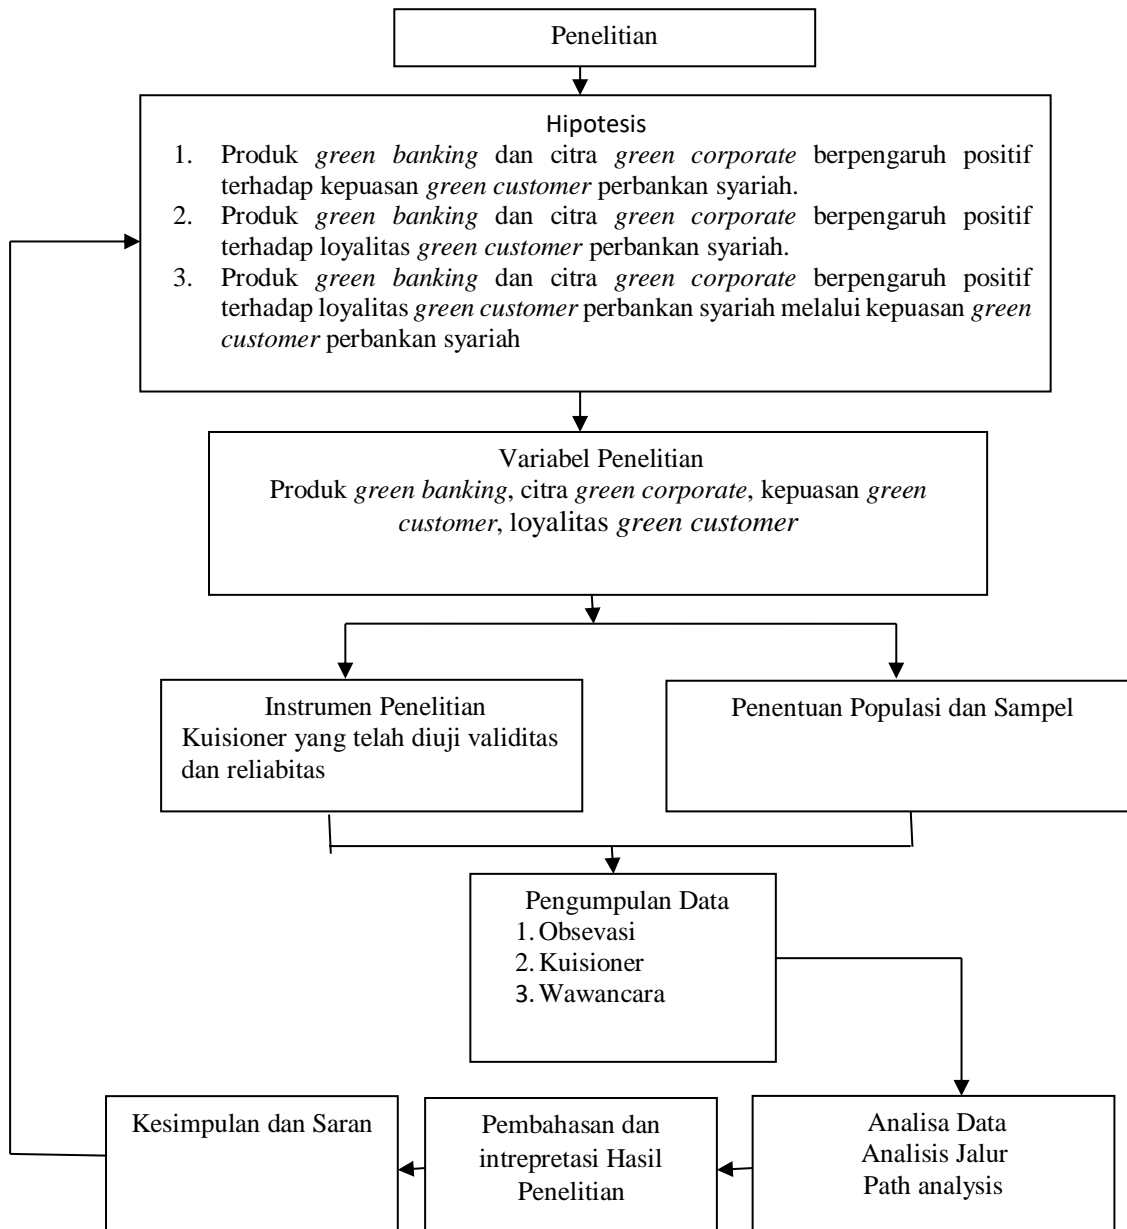 Penelitian
Hipotesis
1. Produk green banking dan citra green corporate berpengaruh positif
terhadap kepuasan green customer perbankan syariah.
2. Produk green banking dan citra green corporate berpengaruh positif
terhadap loyalitas green customer perbankan syariah.
3. Produk green banking dan citra green corporate berpengaruh positif
terhadap loyalitas green customer perbankan syariah melalui kepuasan green
customer perbankan syariah
Variabel Penelitian
Produk green banking, citra green corporate, kepuasan green
customer, loyalitas green customer
Instrumen Penelitian
Kuisioner yang telah diuji validitas
dan reliabitas
Penentuan Populasi dan Sampel
Pengumpulan Data
1. Obsevasi
2. Kuisioner
3. Wawancara
Kesimpulan dan Saran
Pembahasan dan
intrepretasi Hasil
Penelitian
Analisa Data
Analisis Jalur
Path analysis